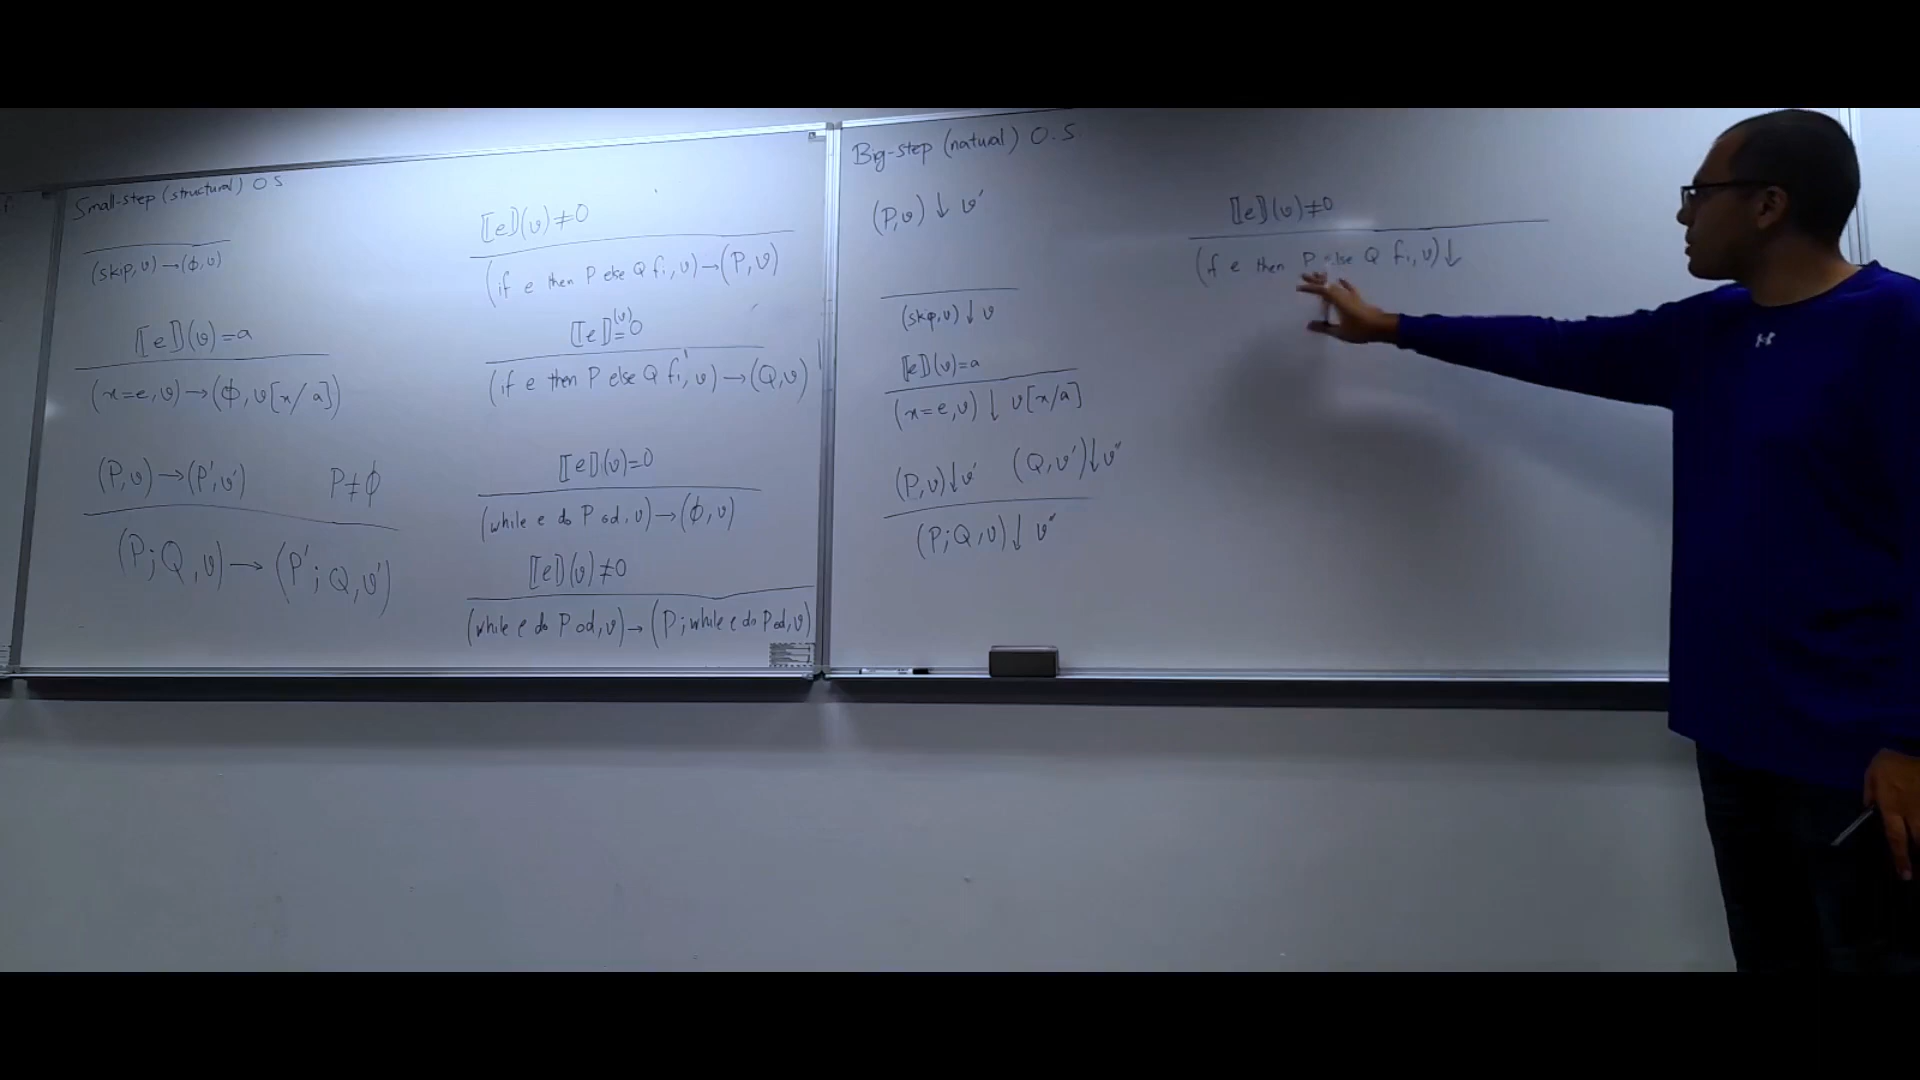 Small-step (structural) O S
(skip, v) → (ϕ, v)
⟦e⟧(v) = a
(x = e, v) → (ϕ, v[x/a])
(P, v) → (P', v') P ≠ ϕ
(P; Q, v) → (P'; Q, v')
⟦e⟧(v) ≠ 0
(if e then P else Q fi, v) → (P, v)
⟦e⟧(v) = 0
(if e then P else Q fi, v) → (Q, v)
⟦e⟧(v) = 0
(while e do P od, v) → (ϕ, v)
⟦e⟧(v) ≠ 0
(while e do P od, v) → (P; while e do P od, v)
Big-step (natural) O. S
(P, v) ↓ v'
(skip, v) ↓ v
⟦e⟧(v) = a
(x = e, v) ↓ v[x/a]
(P, v) ↓ v' (Q, v') ↓ v''
(P; Q, v) ↓ v''
⟦e⟧(v) ≠ 0
(if e then P else Q fi, v) ↓